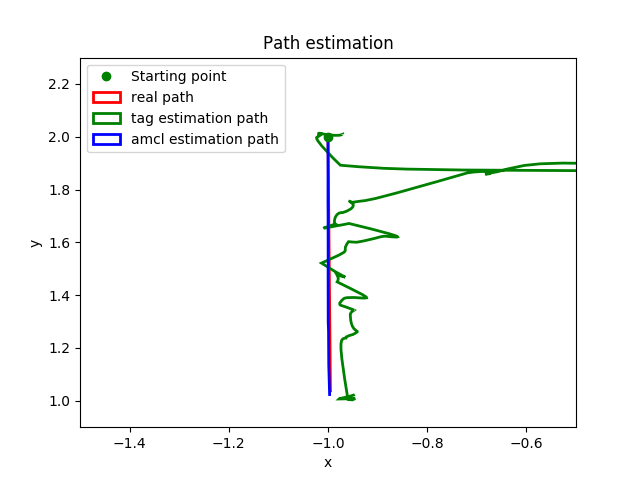 Path estimation
Starting point
real path
tag estimation path
amcl estimation path
2.2
2.0
1.8
1.6
1.4
1.2
1.0
y
−1.4
−1.2
−1.0
−0.8
−0.6
x